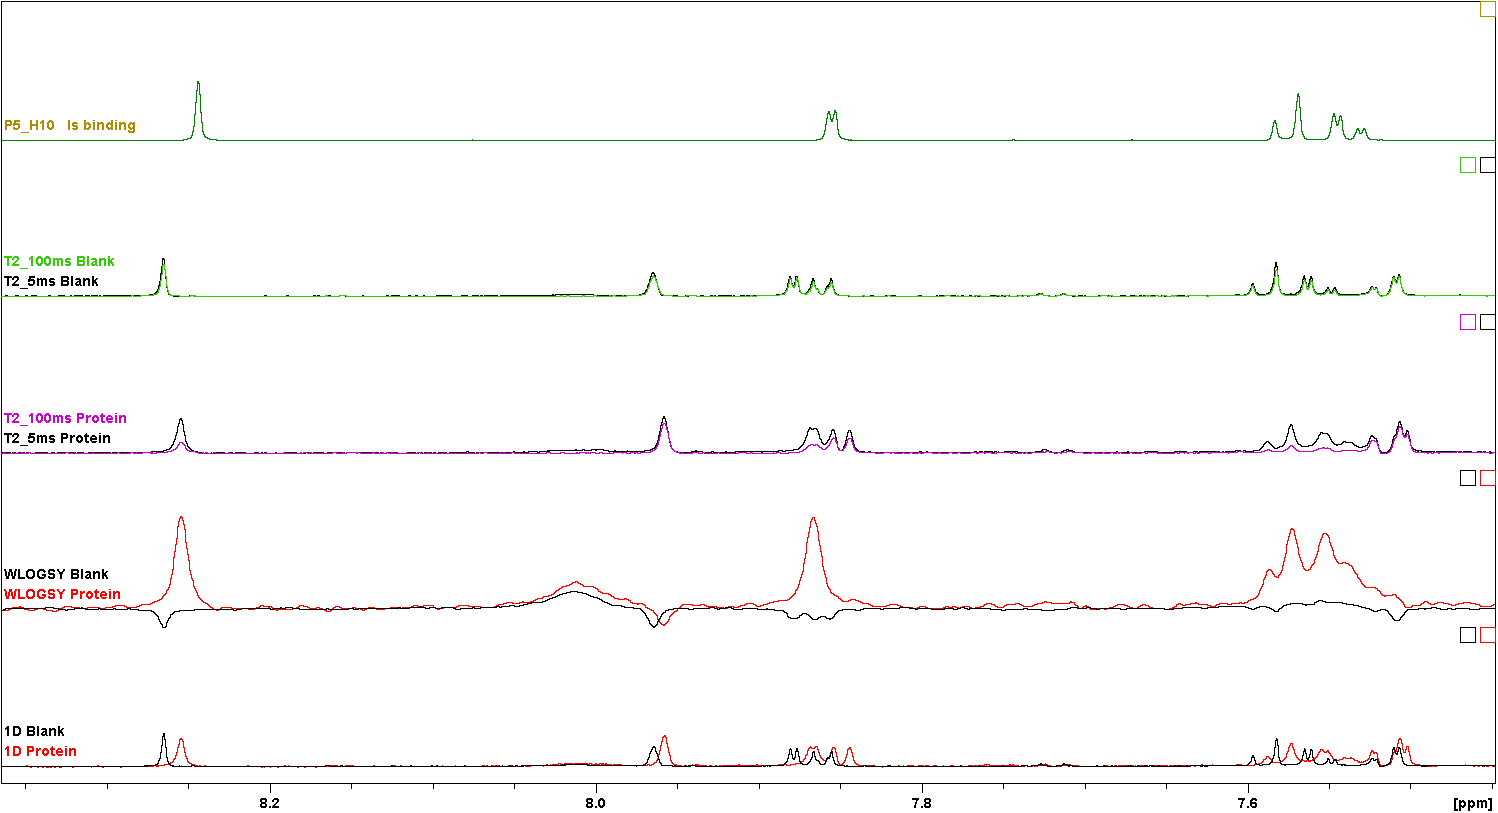 P5_H10 Is binding
T2_100ms Blank
T2_5ms Blank
T2_100ms Protein
T2_5ms Protein
WLOGSY Blank
WLOGSY Protein
1D Blank
1D Protein
8.2 8.0 7.8 7.6 [ppm]